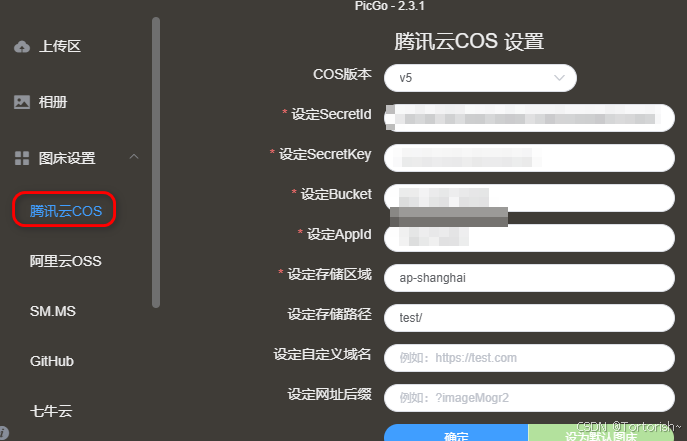 PicGo - 2.3.1
上传区
相册
图床设置
腾讯云COS
阿里云OSS
SM.MS
GitHub
七牛云
腾讯云COS 设置
COS版本 v5
* 设定SecretId
* 设定SecretKey
* 设定Bucket
* 设定AppId
* 设定存储区域 ap-shanghai
设定存储路径 test/
设定自定义域名 例如：https://test.com
设定网址后缀 例如：?imageMogr2
确定 设为默认图床
CSDN @Tortorish~